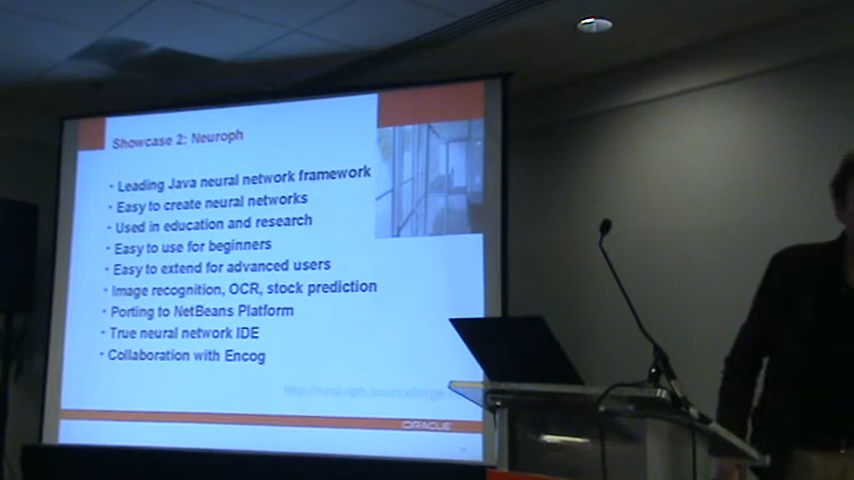 Showcase 2: Neuroph
• Leading Java neural network framework
• Easy to create neural networks
• Used in education and research
• Easy to use for beginners
• Easy to extend for advanced users
• Image recognition, OCR, stock prediction
• Porting to NetBeans Platform
• True neural network IDE
• Collaboration with Encog
ORACLE